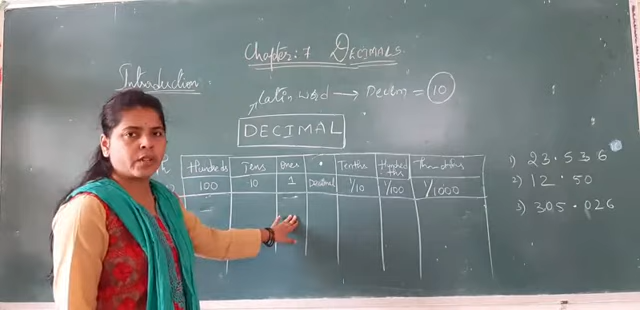 Chapter: 7 DECIMALS
Introduction
Latin word → Decem = 10
DECIMAL
Hundreds Tens Ones . Tenths Hundredths Thousandths
100 10 1 Decimal 1/10 1/100 1/1000
1) 23.536
2) 12.50
3) 305.026